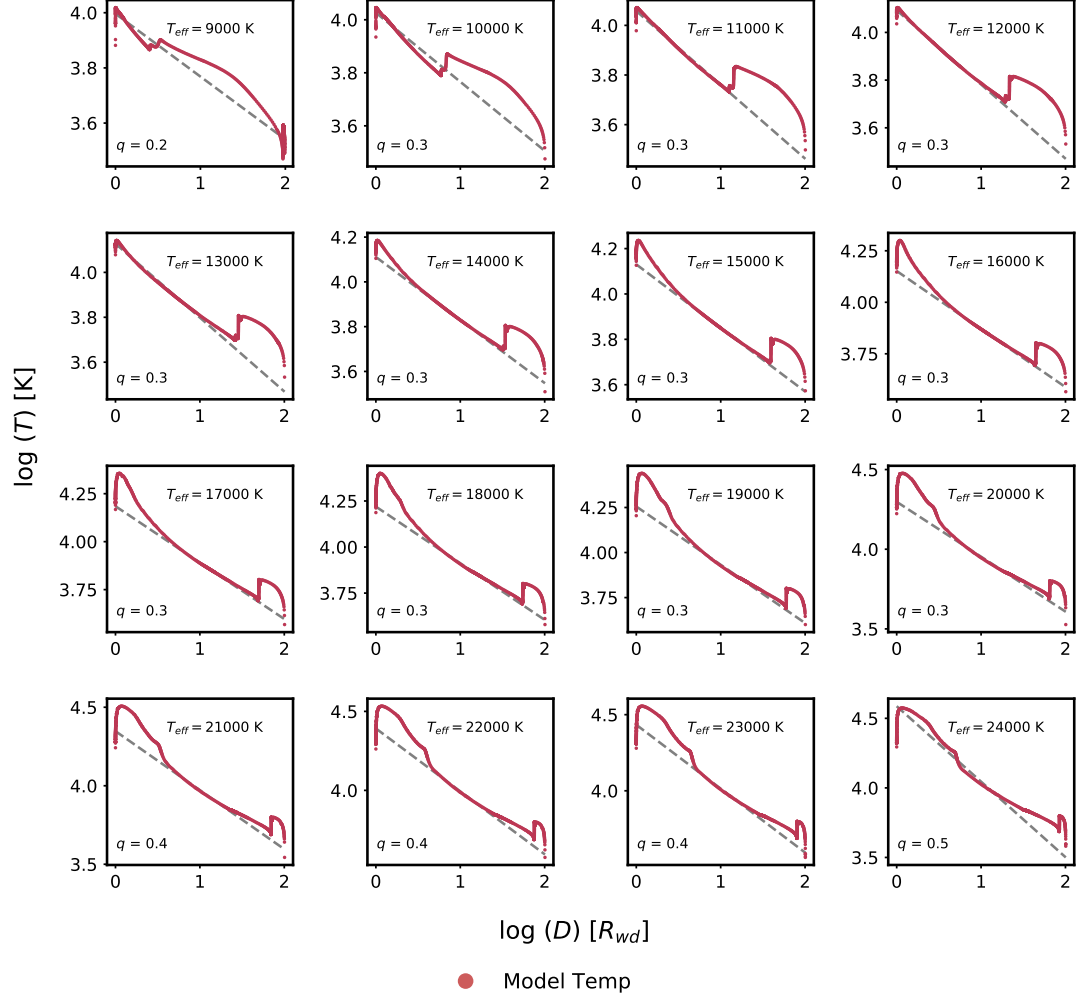 T_eff = 9000 K
T_eff = 10000 K
T_eff = 11000 K
T_eff = 12000 K
4.0
3.8
3.6
q = 0.2
0 1 2
4.0
3.8
3.6
q = 0.3
0 1 2
4.0
3.8
3.6
q = 0.3
0 1 2
4.0
3.8
3.6
q = 0.3
0 1 2
T_eff = 13000 K
T_eff = 14000 K
T_eff = 15000 K
T_eff = 16000 K
4.0
3.8
3.6
q = 0.3
0 1 2
4.2
4.0
3.8
3.6
q = 0.3
0 1 2
4.2
4.0
3.8
3.6
q = 0.3
0 1 2
4.25
4.00
3.75
q = 0.3
0 1 2
log (T) [K]
T_eff = 17000 K
T_eff = 18000 K
T_eff = 19000 K
T_eff = 20000 K
4.25
4.00
3.75
q = 0.3
0 1 2
4.25
4.00
3.75
q = 0.3
0 1 2
4.25
4.00
3.75
q = 0.3
0 1 2
4.5
4.0
3.5
q = 0.3
0 1 2
T_eff = 21000 K
T_eff = 22000 K
T_eff = 23000 K
T_eff = 24000 K
4.5
4.0
3.5
q = 0.4
0 1 2
4.5
4.0
q = 0.4
0 1 2
4.5
4.0
q = 0.4
0 1 2
4.5
4.0
3.5
q = 0.5
0 1 2
log (D) [R_wd]
Model Temp